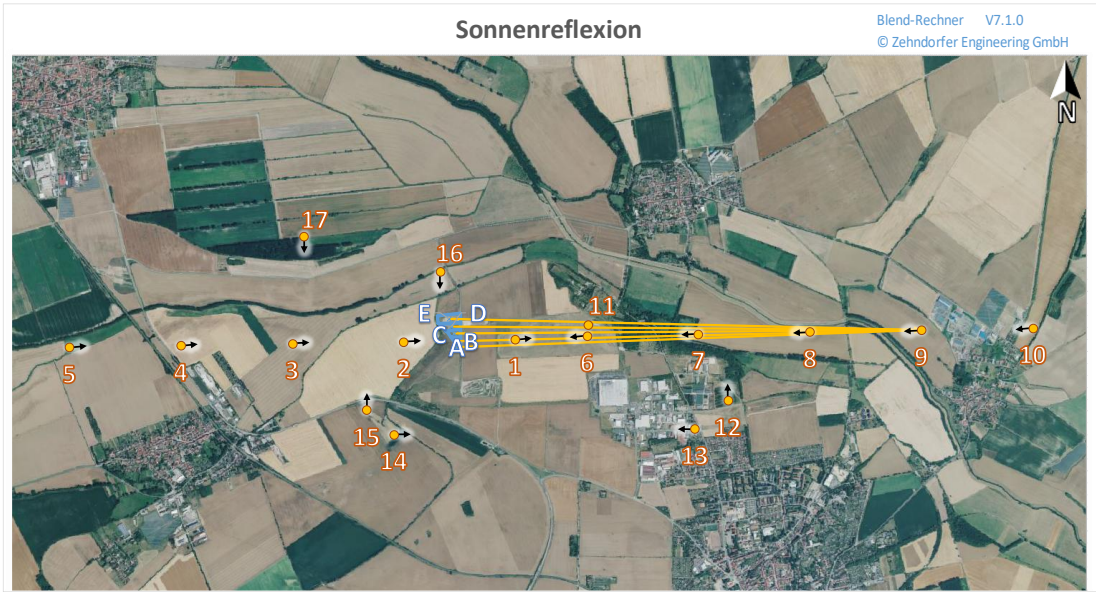 Sonnenreflexion
Blend-Rechner V7.1.0
© Zehndorfer Engineering GmbH
N
17
16
E D
11
C
A B
5
4
3
2
1
6
7
8
9
10
12
15
14
13